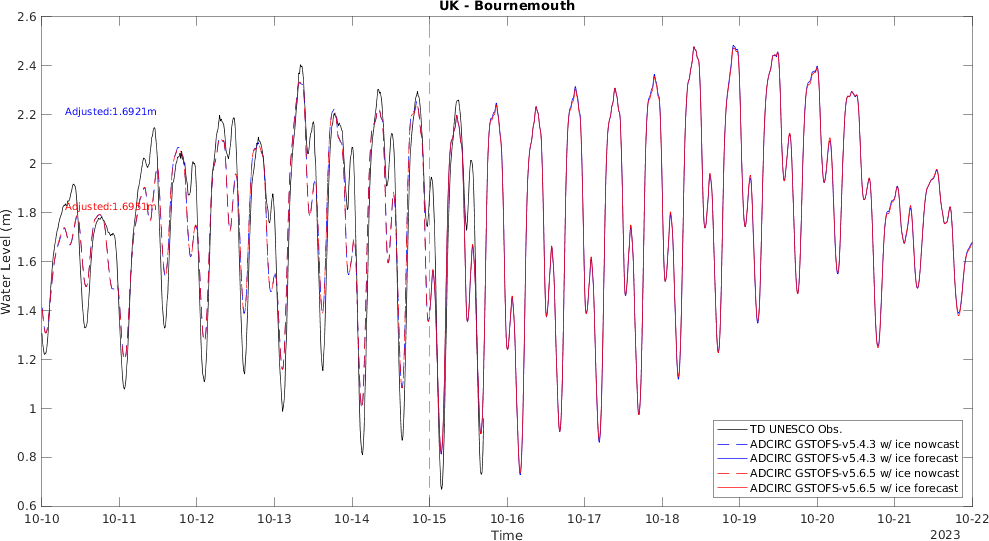 UK - Bournemouth
2.6
2.4
2.2
2
1.8
1.6
1.4
1.2
1
0.8
0.6
Water Level (m)
Adjusted:1.6921m
Adjusted:1.6931m
TD UNESCO Obs.
ADCIRC GSTOFS-v5.4.3 w/ ice nowcast
ADCIRC GSTOFS-v5.4.3 w/ ice forecast
ADCIRC GSTOFS-v5.6.5 w/ ice nowcast
ADCIRC GSTOFS-v5.6.5 w/ ice forecast
10-10 10-11 10-12 10-13 10-14 10-15 10-16 10-17 10-18 10-19 10-20 10-21 10-22
Time
2023